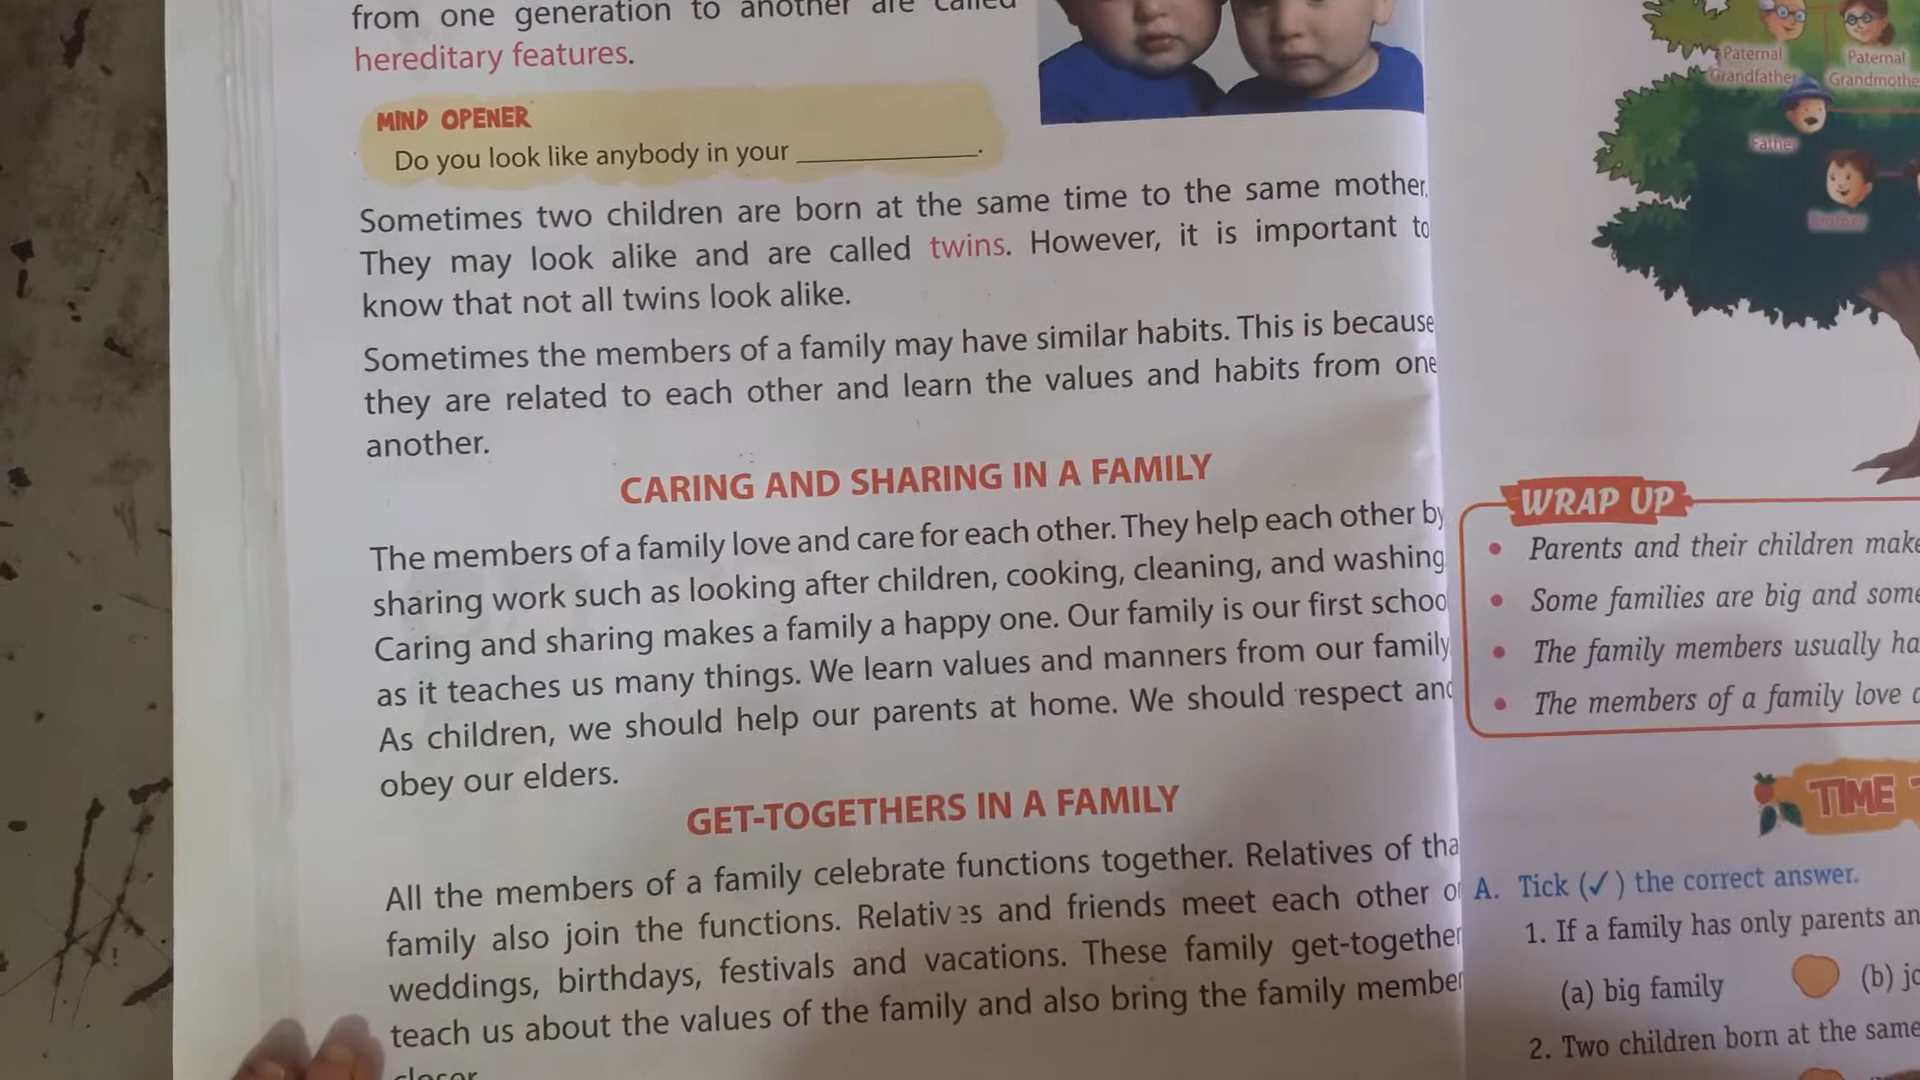 from one generation to another are called
hereditary features.
MIND OPENER
Do you look like anybody in your ____________.
Sometimes two children are born at the same time to the same mother.
They may look alike and are called twins. However, it is important to
know that not all twins look alike.
Sometimes the members of a family may have similar habits. This is because
they are related to each other and learn the values and habits from one
another.
CARING AND SHARING IN A FAMILY
The members of a family love and care for each other. They help each other by
sharing work such as looking after children, cooking, cleaning, and washing
Caring and sharing makes a family a happy one. Our family is our first schoo
as it teaches us many things. We learn values and manners from our family
As children, we should help our parents at home. We should respect and
obey our elders.
GET-TOGETHERS IN A FAMILY
All the members of a family celebrate functions together. Relatives of tha
family also join the functions. Relatives and friends meet each other o
weddings, birthdays, festivals and vacations. These family get-together
teach us about the values of the family and also bring the family member
closer
Paternal
Grandfather
Paternal
Grandmothe
Father
Brother
WRAP UP
• Parents and their children make
• Some families are big and some
• The family members usually ha
• The members of a family love
TIME
A. Tick (✓) the correct answer.
1. If a family has only parents an
(a) big family
(b) jo
2. Two children born at the same